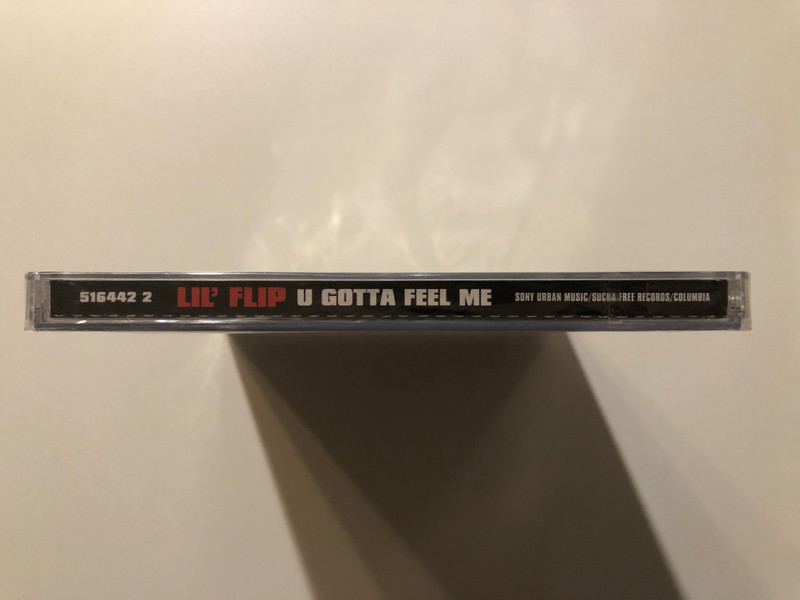 516442 2 LIL' FLIP U GOTTA FEEL ME SONY URBAN MUSIC/SUCKA FREE RECORDS/COLUMBIA